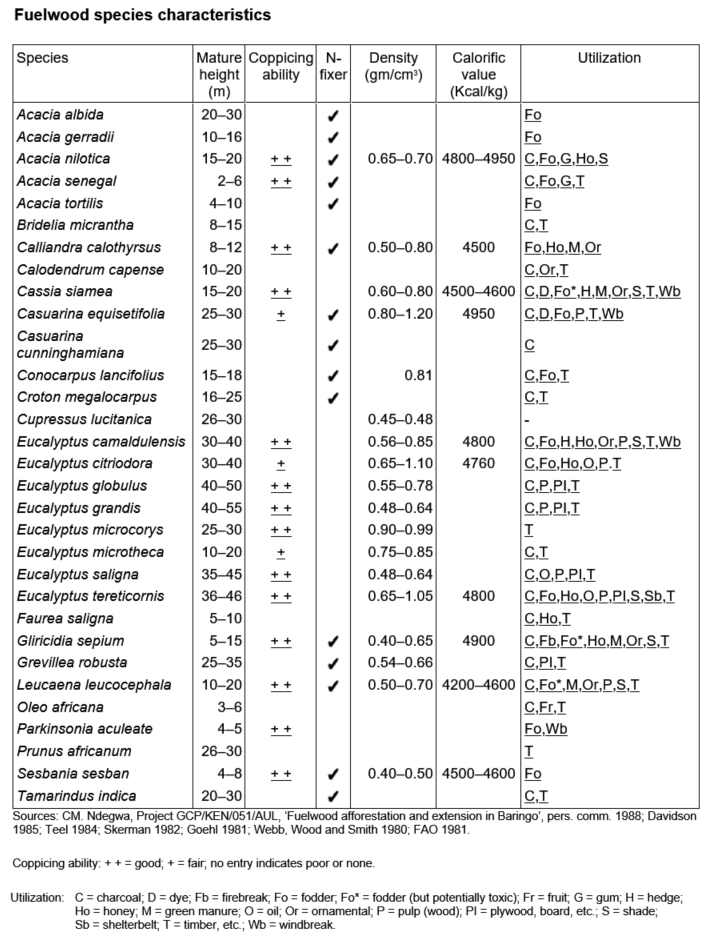 Fuelwood species characteristics
Species Mature height (m) Coppicing ability N-fixer Density (gm/cm³) Calorific value (Kcal/kg) Utilization
Acacia albida 20–30 ✓ Fo
Acacia gerradii 10–16 ✓ Fo
Acacia nilotica 15–20 + + ✓ 0.65–0.70 4800–4950 C,Fo,G,Ho,S
Acacia senegal 2–6 + + ✓ C,Fo,G,T
Acacia tortilis 4–10 ✓ Fo
Bridelia micrantha 8–15 C,T
Calliandra calothyrsus 8–12 + + ✓ 0.50–0.80 4500 Fo,Ho,M,Or
Calodendrum capense 10–20 C,Or,T
Cassia siamea 15–20 + + 0.60–0.80 4500–4600 C,D,Fo*,H,M,Or,S,T,Wb
Casuarina equisetifolia 25–30 + ✓ 0.80–1.20 4950 C,D,Fo,P,T,Wb
Casuarina cunninghamiana 25–30 ✓ C
Conocarpus lancifolius 15–18 ✓ 0.81 C,Fo,T
Croton megalocarpus 16–25 ✓ C,T
Cupressus lucitanica 26–30 0.45–0.48 -
Eucalyptus camaldulensis 30–40 + + 0.56–0.85 4800 C,Fo,H,Ho,Or,P,S,T,Wb
Eucalyptus citriodora 30–40 + 0.65–1.10 4760 C,Fo,Ho,O,P.T
Eucalyptus globulus 40–50 + + 0.55–0.78 C,P,Pl,T
Eucalyptus grandis 40–55 + + 0.48–0.64 C,P,Pl,T
Eucalyptus microcorys 25–30 + + 0.90–0.99 T
Eucalyptus microtheca 10–20 + 0.75–0.85 C,T
Eucalyptus saligna 35–45 + + 0.48–0.64 C,O,P,Pl,T
Eucalyptus tereticornis 36–46 + + 0.65–1.05 4800 C,Fo,Ho,O,P,Pl,S,Sb,T
Faurea saligna 5–10 C,Ho,T
Gliricidia sepium 5–15 + + ✓ 0.40–0.65 4900 C,Fb,Fo*,Ho,M,Or,S,T
Grevillea robusta 25–35 ✓ 0.54–0.66 C,Pl,T
Leucaena leucocephala 10–20 + + ✓ 0.50–0.70 4200–4600 C,Fo*,M,Or,P,S,T
Oleo africana 3–6 C,Fr,T
Parkinsonia aculeate 4–5 + + Fo,Wb
Prunus africanum 26–30 T
Sesbania sesban 4–8 + + ✓ 0.40–0.50 4500–4600 Fo
Tamarindus indica 20–30 ✓ C,T
Sources: CM. Ndegwa, Project GCP/KEN/051/AUL, 'Fuelwood afforestation and extension in Baringo', pers. comm. 1988; Davidson
1985; Teel 1984; Skerman 1982; Goehl 1981; Webb, Wood and Smith 1980; FAO 1981.
Coppicing ability: + + = good; + = fair; no entry indicates poor or none.
Utilization: C = charcoal; D = dye; Fb = firebreak; Fo = fodder; Fo* = fodder (but potentially toxic); Fr = fruit; G = gum; H = hedge;
Ho = honey; M = green manure; O = oil; Or = ornamental; P = pulp (wood); Pl = plywood, board, etc.; S = shade;
Sb = shelterbelt; T = timber, etc.; Wb = windbreak.